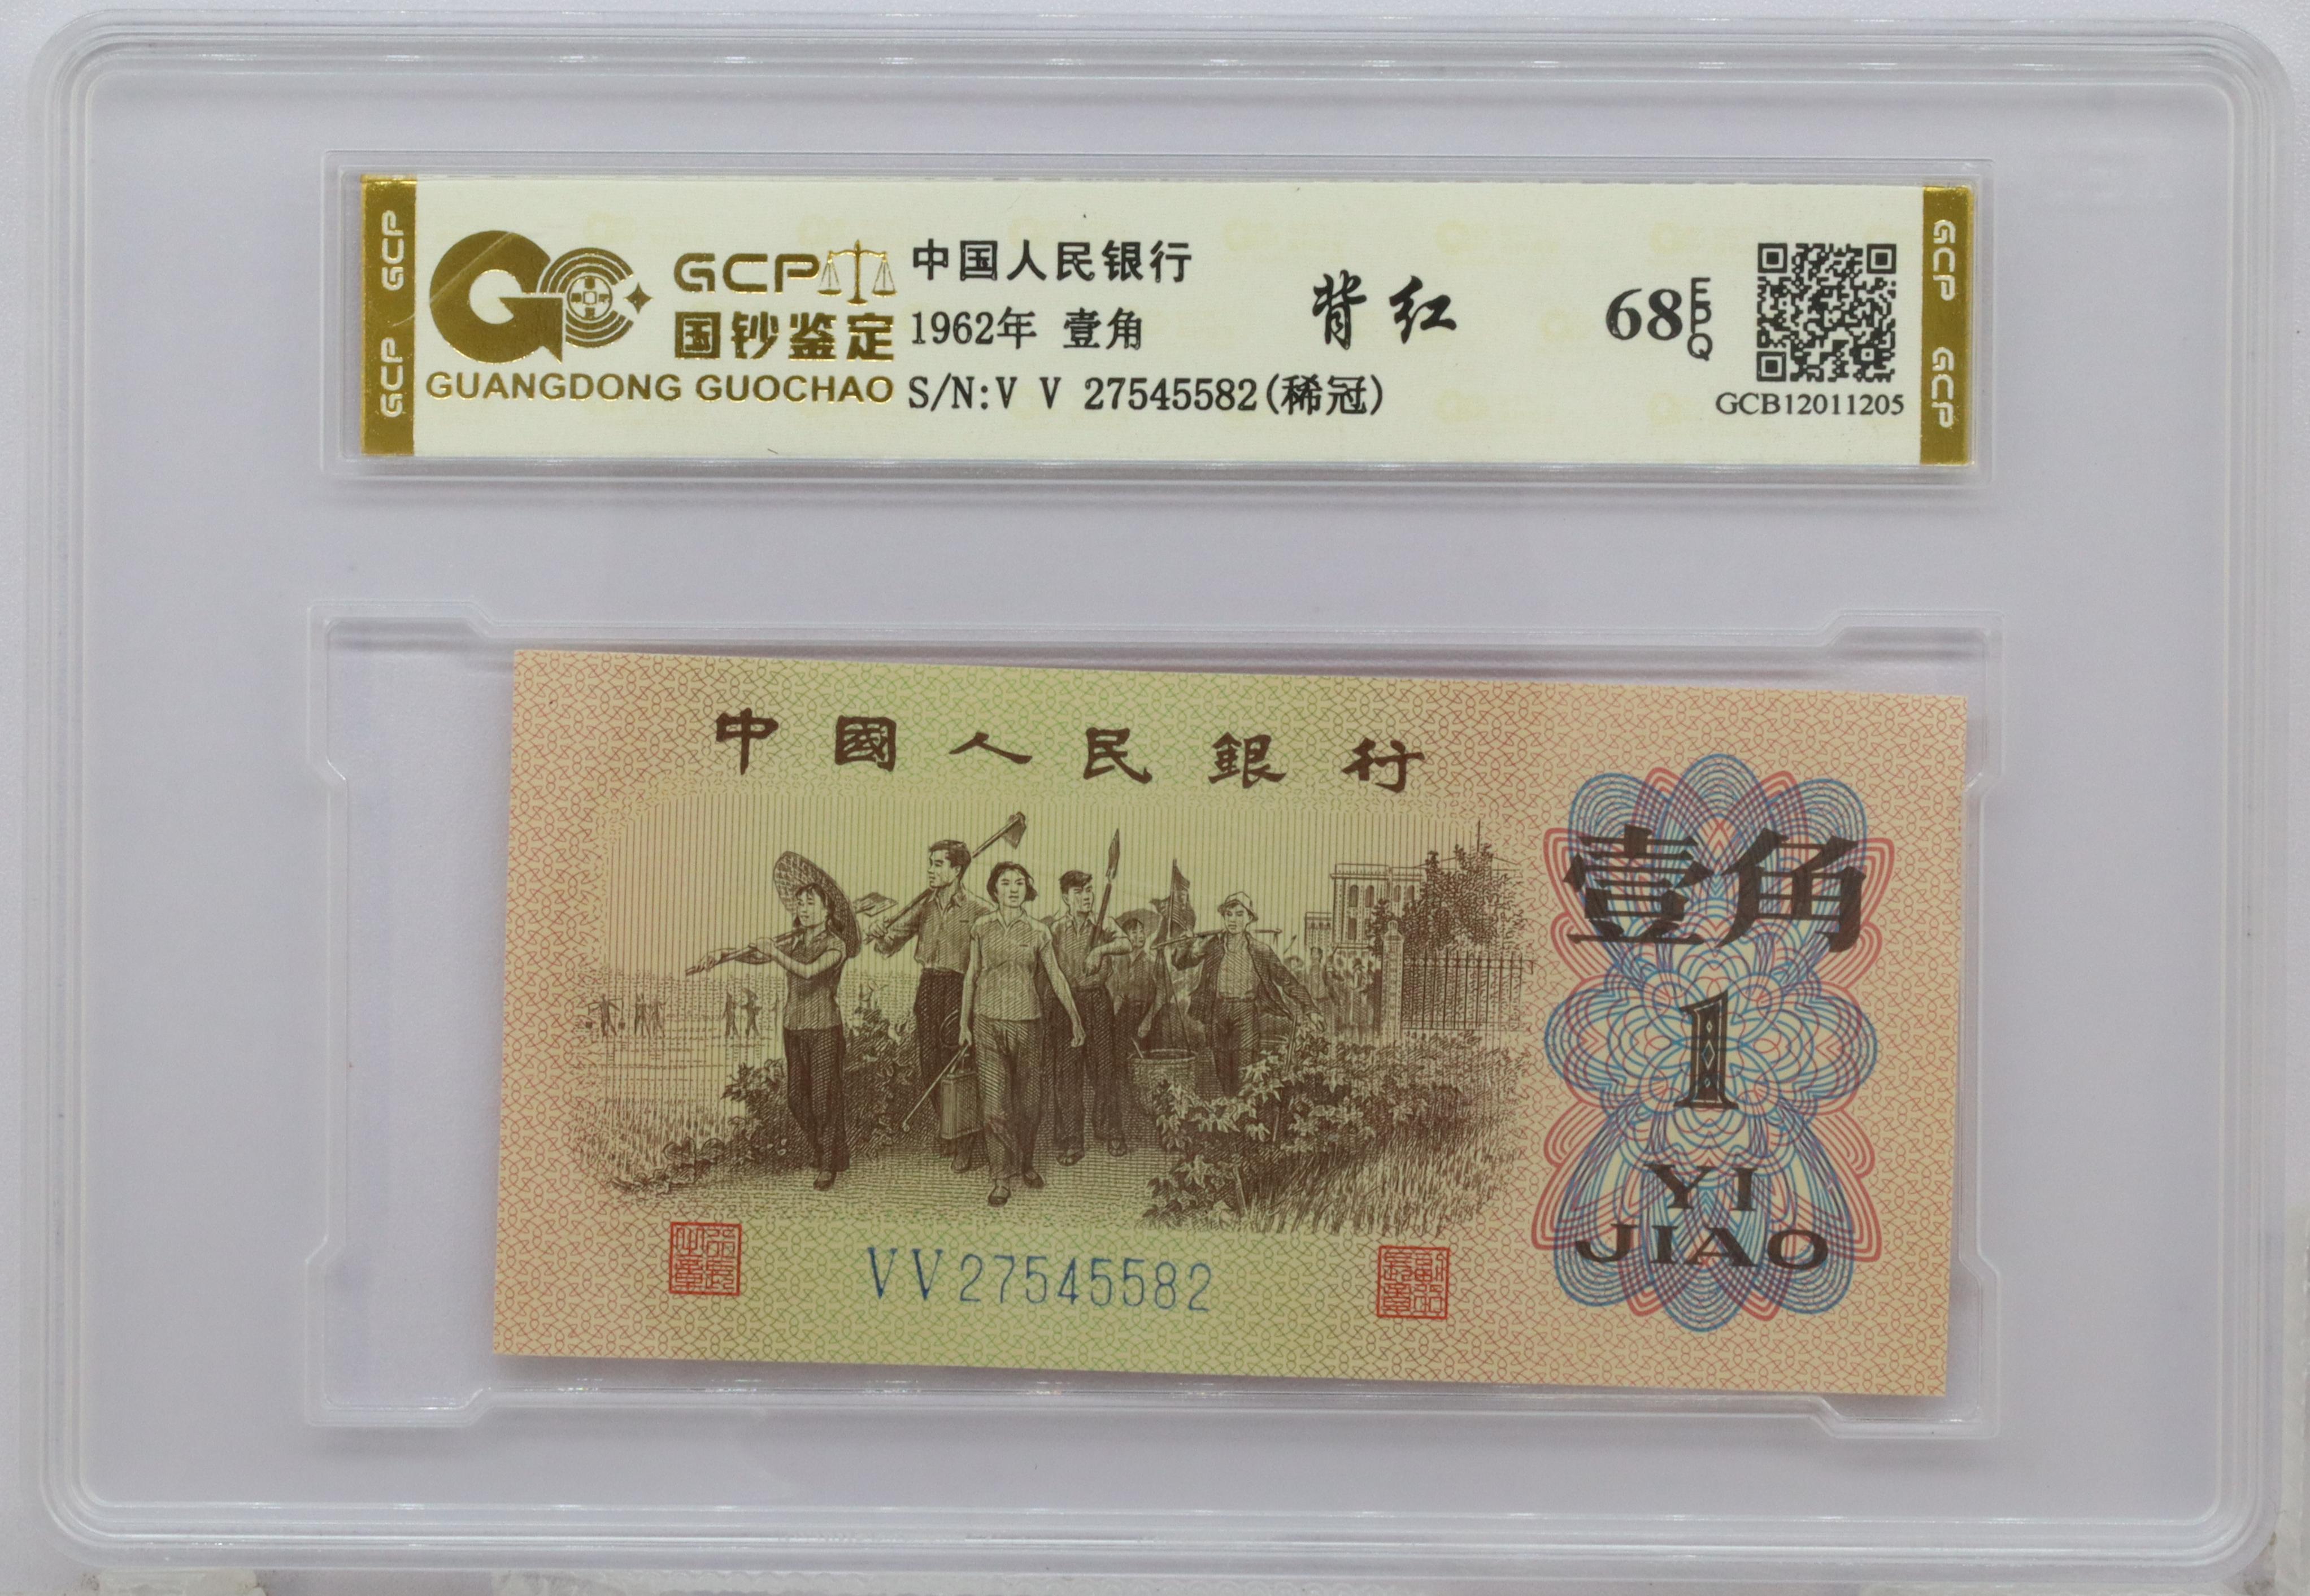 GCP GCP
GCP
国钞鉴定
GUANGDONG GUOCHAO
中国人民银行
1962年 壹角
S/N:V V 27545582(稀冠)
背红
68 EPQ
GCB12011205
GCP GCP
中國人民銀行
壹角
1
YI
JIAO
VV27545582